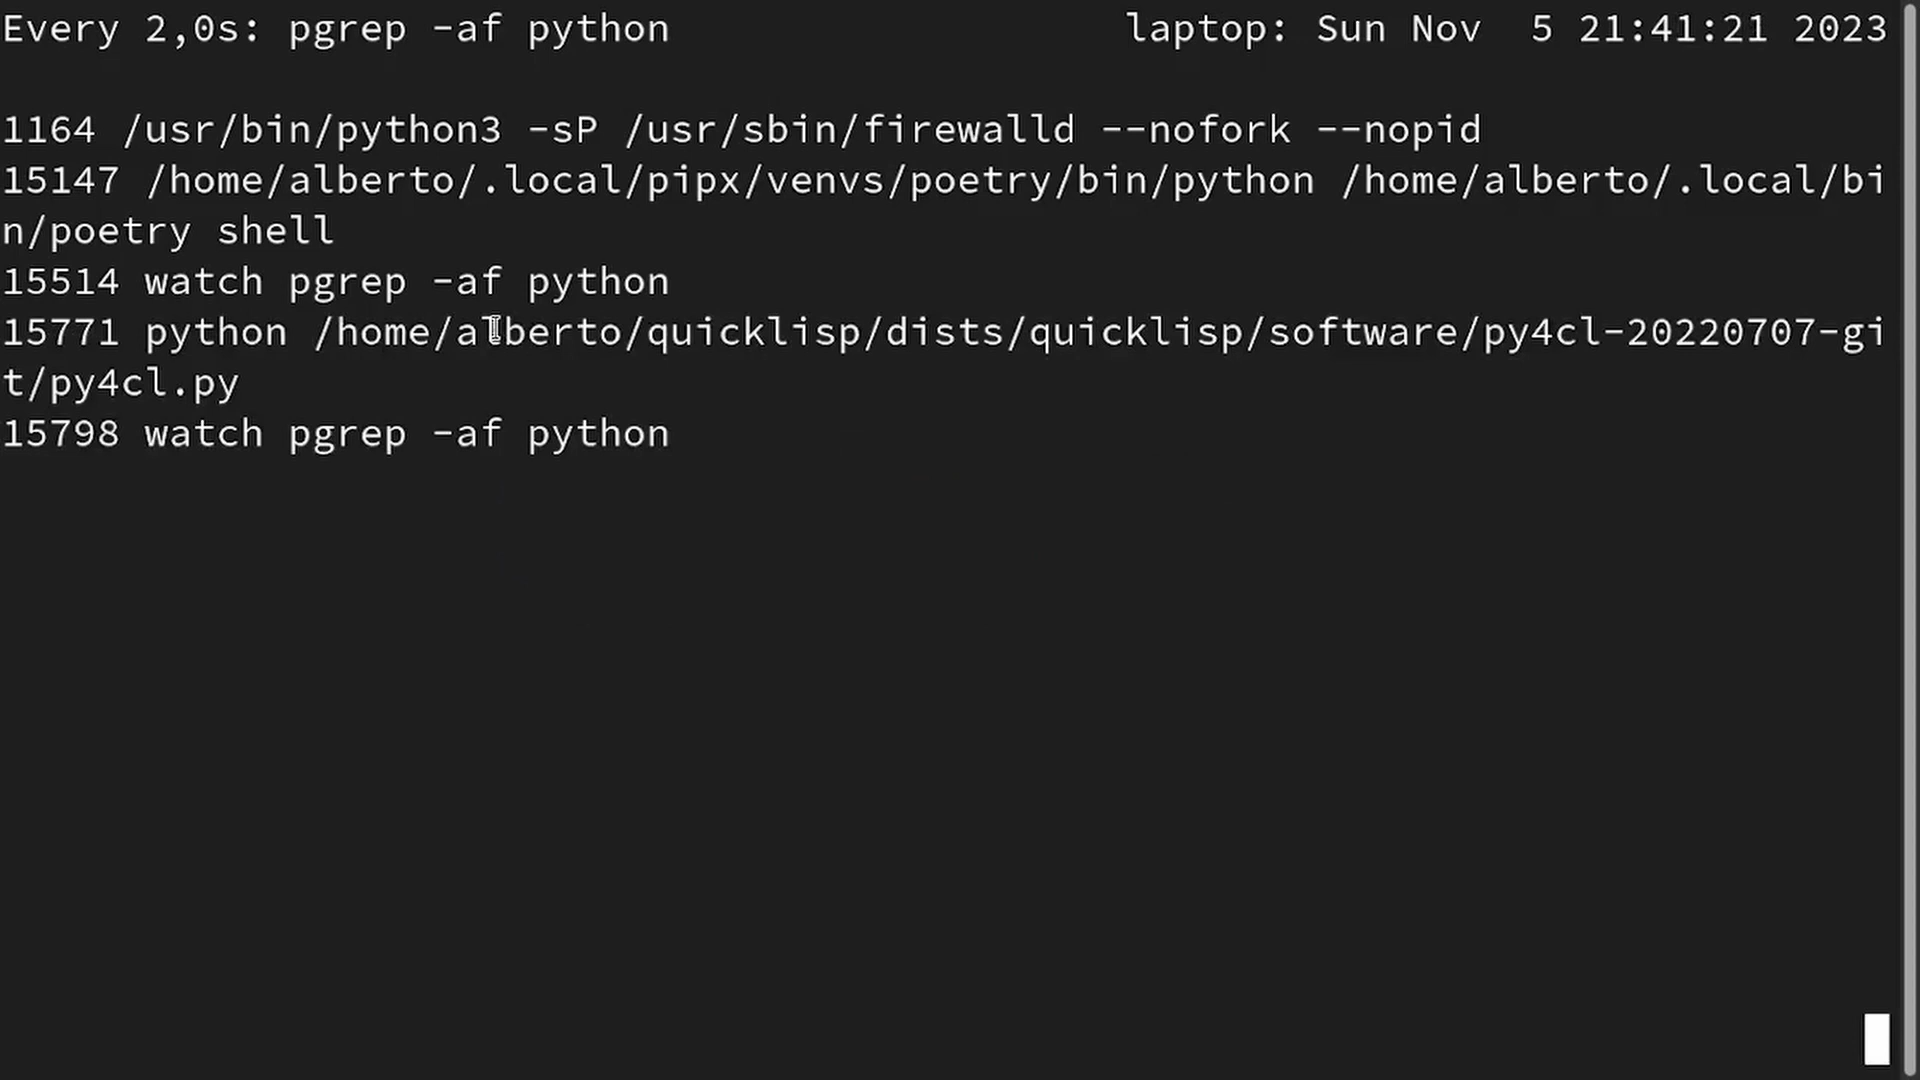 Every 2,0s: pgrep -af python laptop: Sun Nov  5 21:41:21 2023
1164 /usr/bin/python3 -sP /usr/sbin/firewalld --nofork --nopid
15147 /home/alberto/.local/pipx/venvs/poetry/bin/python /home/alberto/.local/bi
n/poetry shell
15514 watch pgrep -af python
15771 python /home/alberto/quicklisp/dists/quicklisp/software/py4cl-20220707-gi
t/py4cl.py
15798 watch pgrep -af python